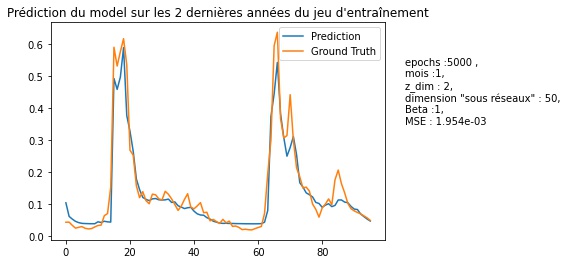 Prédiction du model sur les 2 dernières années du jeu d'entraînement
Prediction
Ground Truth
epochs :5000 ,
mois :1,
z_dim : 2,
dimension "sous réseaux" : 50,
Beta :1,
MSE : 1.954e-03
0.6
0.5
0.4
0.3
0.2
0.1
0.0
0 20 40 60 80